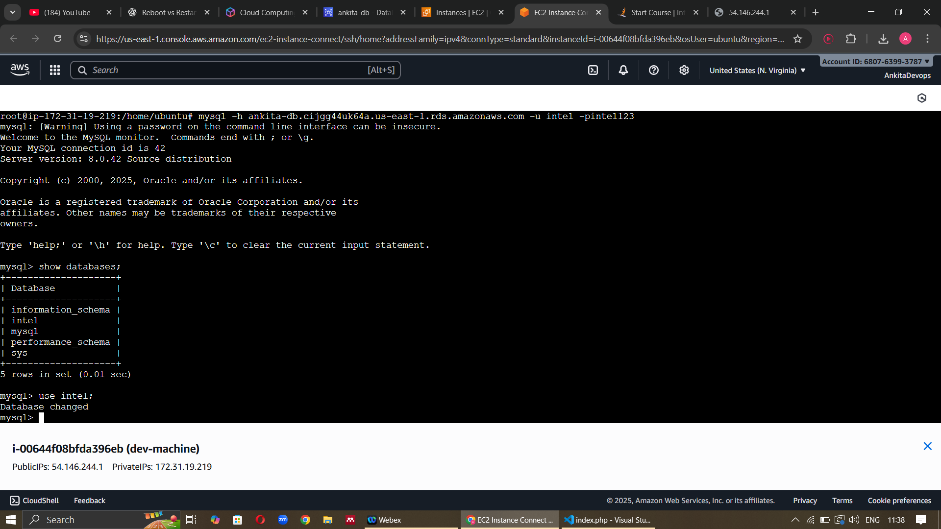 (184) YouTube
Reboot vs Restar
Cloud Computin
ankita-db - Data
Instances | EC2 |
EC2 Instance Con
Start Course | Int
54.146.244.1
https://us-east-1.console.aws.amazon.com/ec2-instance-connect/ssh/home?addressFamily=ipv4&connType=standard&instanceId=i-00644f08bfda396eb&osUser=ubuntu&region=...
A
aws
Search
[Alt+S]
United States (N. Virginia)
Account ID: 6807-6399-3787
AnkitaDevops
root@ip-172-31-19-219:/home/ubuntu# mysql -h ankita-db.cijgg44uk64a.us-east-1.rds.amazonaws.com -u intel -pintel123
mysql: [Warning] Using a password on the command line interface can be insecure.
Welcome to the MySQL monitor.  Commands end with ; or \g.
Your MySQL connection id is 42
Server version: 8.0.42 Source distribution
Copyright (c) 2000, 2025, Oracle and/or its affiliates.
Oracle is a registered trademark of Oracle Corporation and/or its
affiliates. Other names may be trademarks of their respective
owners.
Type 'help;' or '\h' for help. Type '\c' to clear the current input statement.
mysql> show databases;
+--------------------+
| Database           |
+--------------------+
| information_schema |
| intel              |
| mysql              |
| performance_schema |
| sys                |
+--------------------+
5 rows in set (0.01 sec)
mysql> use intel;
Database changed
mysql>
i-00644f08bfda396eb (dev-machine)
PublicIPs: 54.146.244.1 PrivateIPs: 172.31.19.219
CloudShell
Feedback
© 2025, Amazon Web Services, Inc. or its affiliates.
Privacy
Terms
Cookie preferences
Search
Webex
EC2 Instance Connect ...
index.php - Visual Stu...
ENG
11:38